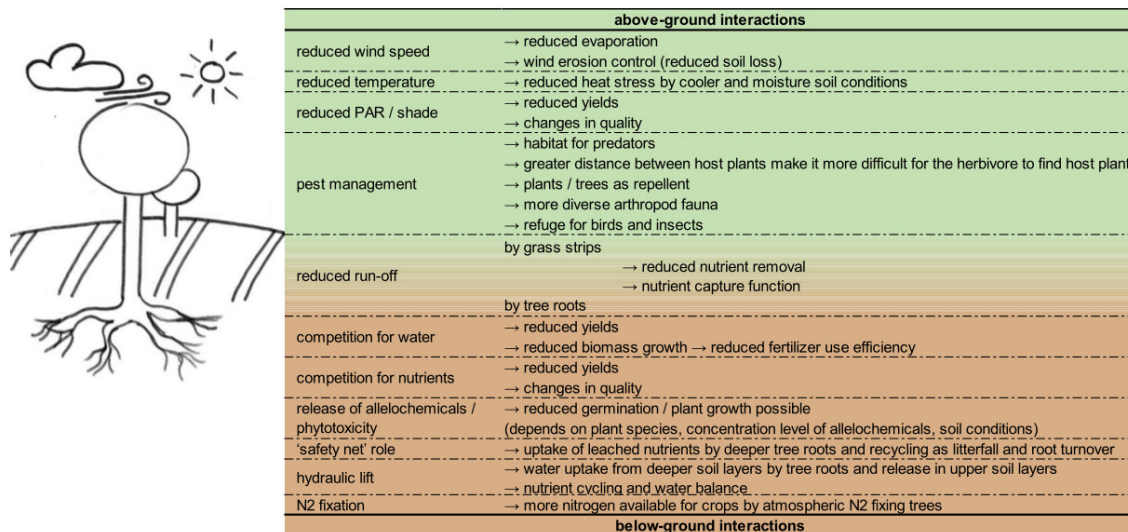 above-ground interactions
reduced wind speed
→ reduced evaporation
→ wind erosion control (reduced soil loss)
reduced temperature
→ reduced heat stress by cooler and moisture soil conditions
reduced PAR / shade
→ reduced yields
→ changes in quality
pest management
→ habitat for predators
→ greater distance between host plants make it more difficult for the herbivore to find host plant
→ plants / trees as repellent
→ more diverse arthropod fauna
→ refuge for birds and insects
reduced run-off
by grass strips
→ reduced nutrient removal
→ nutrient capture function
by tree roots
competition for water
→ reduced yields
→ reduced biomass growth → reduced fertilizer use efficiency
competition for nutrients
→ reduced yields
→ changes in quality
release of allelochemicals /
phytotoxicity
→ reduced germination / plant growth possible
(depends on plant species, concentration level of allelochemicals, soil conditions)
'safety net' role
→ uptake of leached nutrients by deeper tree roots and recycling as litterfall and root turnover
hydraulic lift
→ water uptake from deeper soil layers by tree roots and release in upper soil layers
→ nutrient cycling and water balance
N2 fixation
→ more nitrogen available for crops by atmospheric N2 fixing trees
below-ground interactions